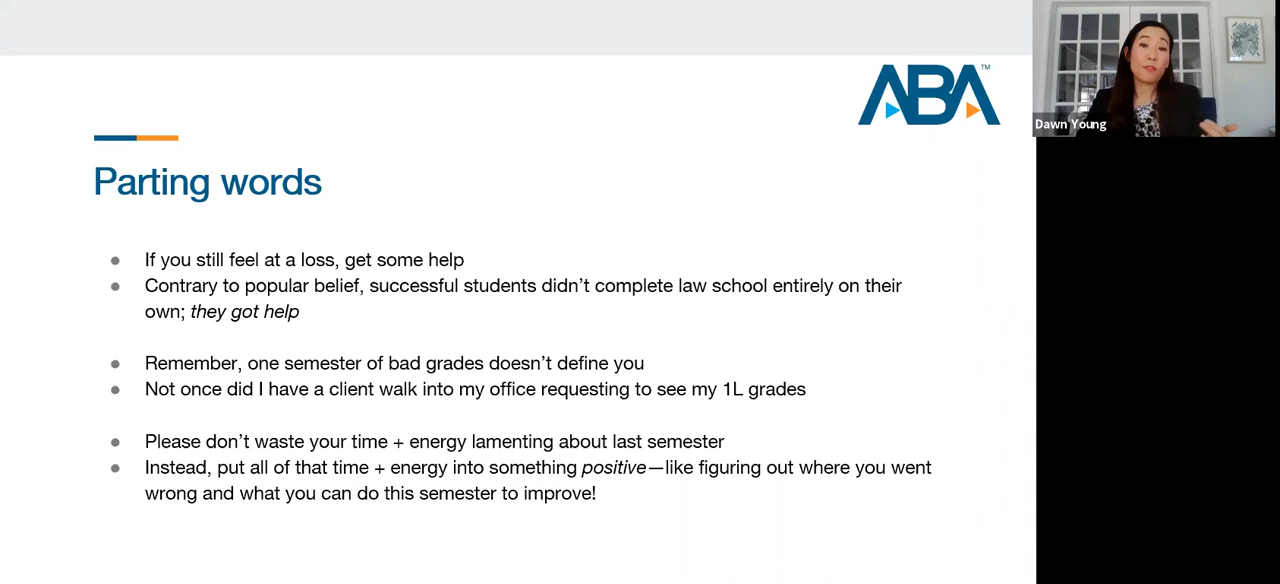 ABA™
Dawn Young
Parting words
● If you still feel at a loss, get some help
● Contrary to popular belief, successful students didn’t complete law school entirely on their
own; they got help
● Remember, one semester of bad grades doesn’t define you
● Not once did I have a client walk into my office requesting to see my 1L grades
● Please don’t waste your time + energy lamenting about last semester
● Instead, put all of that time + energy into something positive—like figuring out where you went
wrong and what you can do this semester to improve!